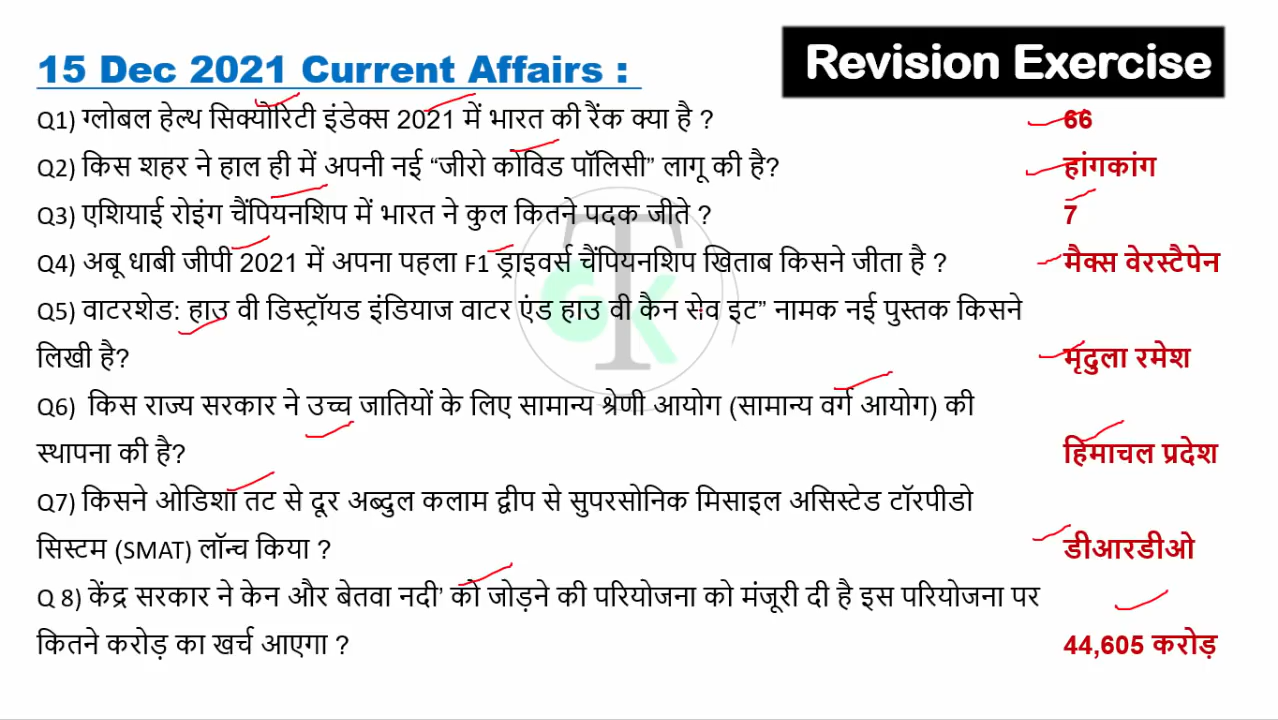 15 Dec 2021 Current Affairs :
Revision Exercise
Q1) ग्लोबल हेल्थ सिक्योरिटी इंडेक्स 2021 में भारत की रैंक क्या है ? 66
Q2) किस शहर ने हाल ही में अपनी नई “जीरो कोविड पॉलिसी” लागू की है? हांगकांग
Q3) एशियाई रोइंग चैंपियनशिप में भारत ने कुल कितने पदक जीते ? 7
Q4) अबू धाबी जीपी 2021 में अपना पहला F1 ड्राइवर्स चैंपियनशिप खिताब किसने जीता है ? मैक्स वेरस्टैपेन
Q5) वाटरशेड: हाउ वी डिस्ट्रॉयड इंडियाज वाटर एंड हाउ वी कैन सेव इट” नामक नई पुस्तक किसने
लिखी है? मृदुला रमेश
Q6) किस राज्य सरकार ने उच्च जातियों के लिए सामान्य श्रेणी आयोग (सामान्य वर्ग आयोग) की
स्थापना की है? हिमाचल प्रदेश
Q7) किसने ओडिशा तट से दूर अब्दुल कलाम द्वीप से सुपरसोनिक मिसाइल असिस्टेड टॉरपीडो
सिस्टम (SMAT) लॉन्च किया ? डीआरडीओ
Q 8) केंद्र सरकार ने केन और बेतवा नदी’ को जोड़ने की परियोजना को मंजूरी दी है इस परियोजना पर
कितने करोड़ का खर्च आएगा ? 44,605 करोड़
GTK